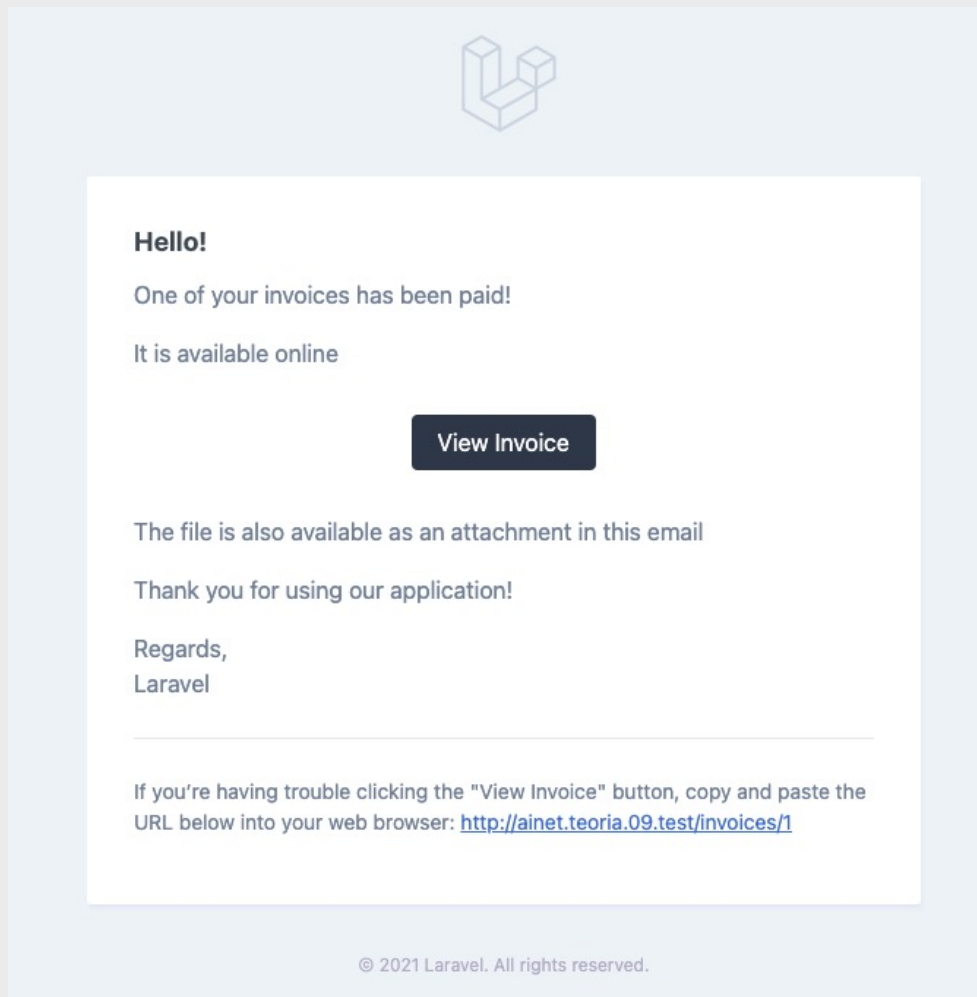 Hello!
One of your invoices has been paid!
It is available online
View Invoice
The file is also available as an attachment in this email
Thank you for using our application!
Regards,
Laravel
If you’re having trouble clicking the "View Invoice" button, copy and paste the
URL below into your web browser: http://ainet.teoria.09.test/invoices/1
© 2021 Laravel. All rights reserved.